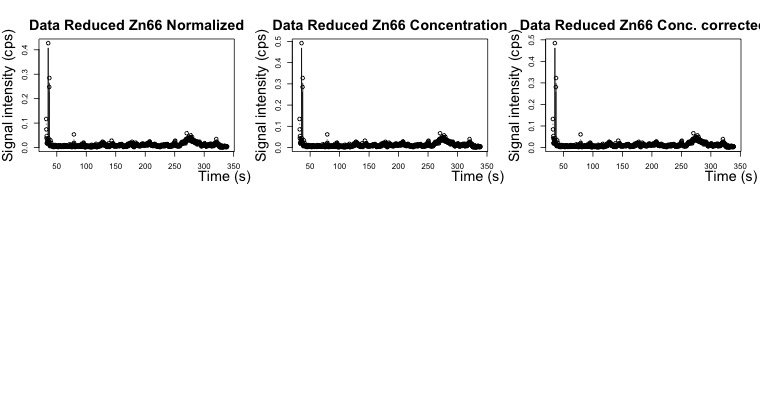 Data Reduced Zn66 Normalized
Signal intensity (cps)
0.0 0.1 0.2 0.3 0.4
50 100 150 200 250 300 350
Time (s)
Data Reduced Zn66 Concentration
Signal intensity (cps)
0.0 0.1 0.2 0.3 0.4 0.5
50 100 150 200 250 300 350
Time (s)
Data Reduced Zn66 Conc. corrected
Signal intensity (cps)
0.0 0.1 0.2 0.3 0.4 0.5
50 100 150 200 250 300 350
Time (s)